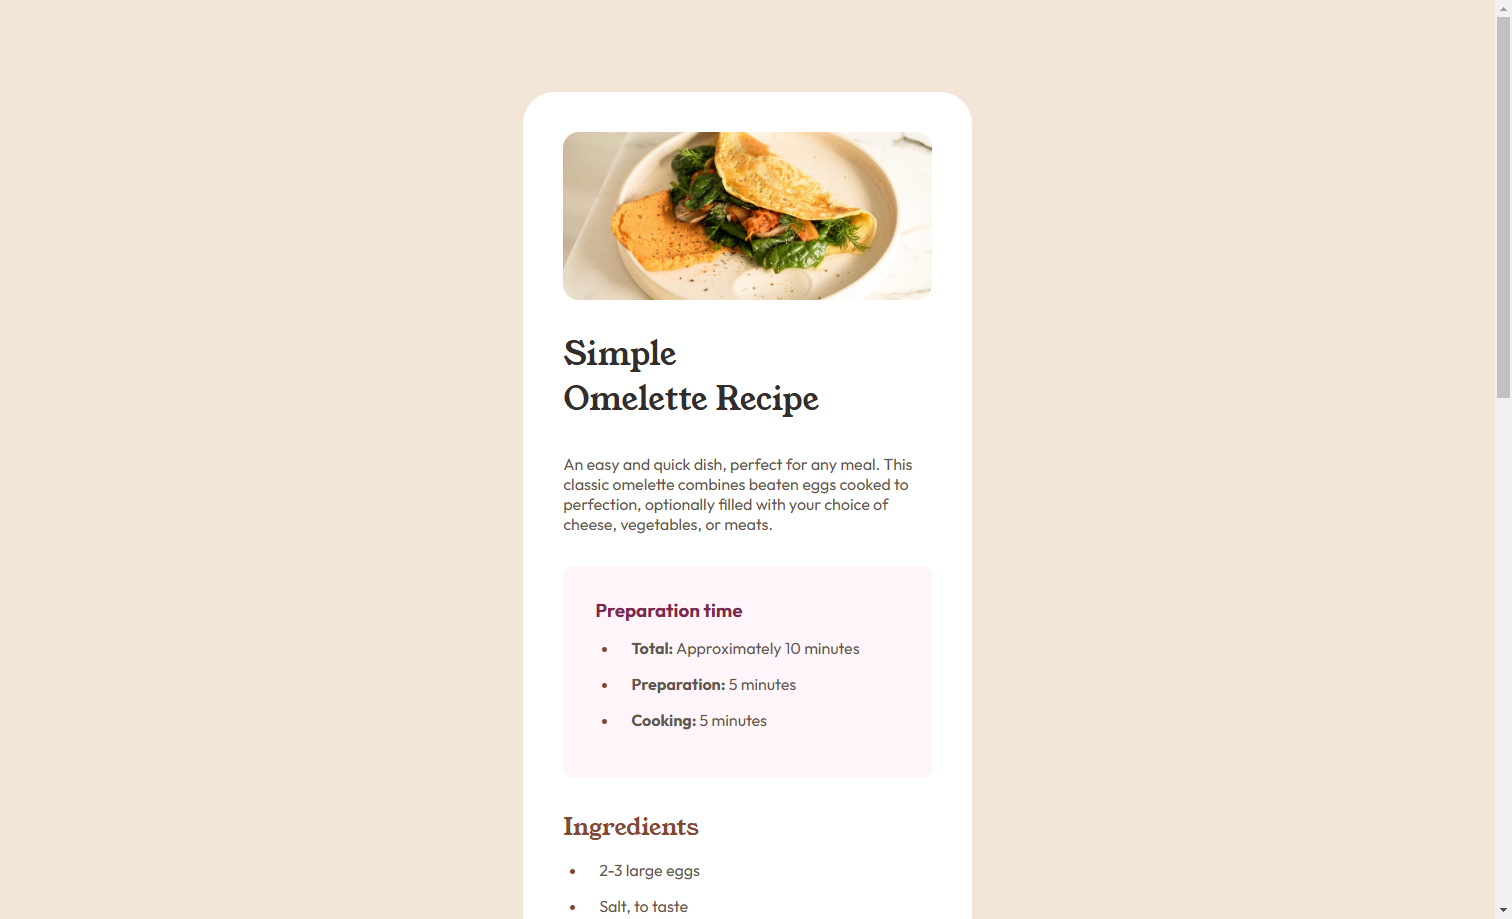 Simple
Omelette Recipe
An easy and quick dish, perfect for any meal. This
classic omelette combines beaten eggs cooked to
perfection, optionally filled with your choice of
cheese, vegetables, or meats.
Preparation time
• Total: Approximately 10 minutes
• Preparation: 5 minutes
• Cooking: 5 minutes
Ingredients
• 2-3 large eggs
• Salt, to taste